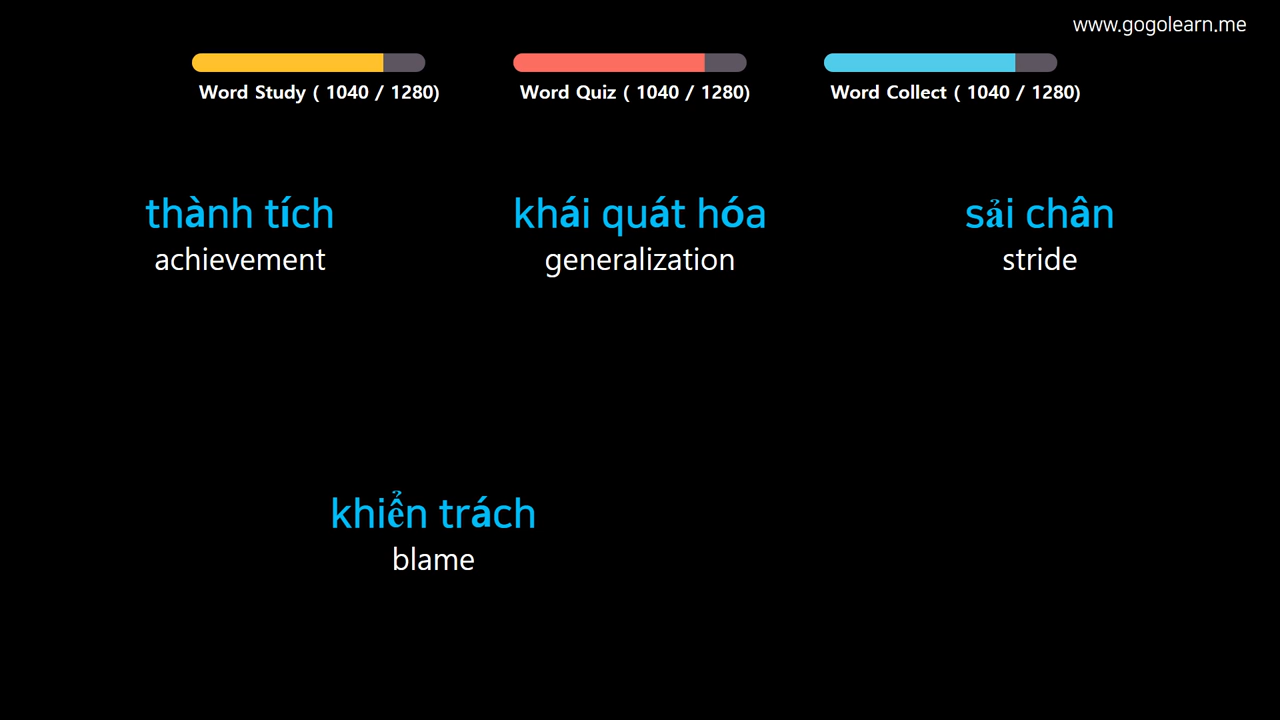 www.gogolearn.me
Word Study ( 1040 / 1280)
Word Quiz ( 1040 / 1280)
Word Collect ( 1040 / 1280)
thành tích
achievement
khái quát hóa
generalization
sải chân
stride
khiển trách
blame